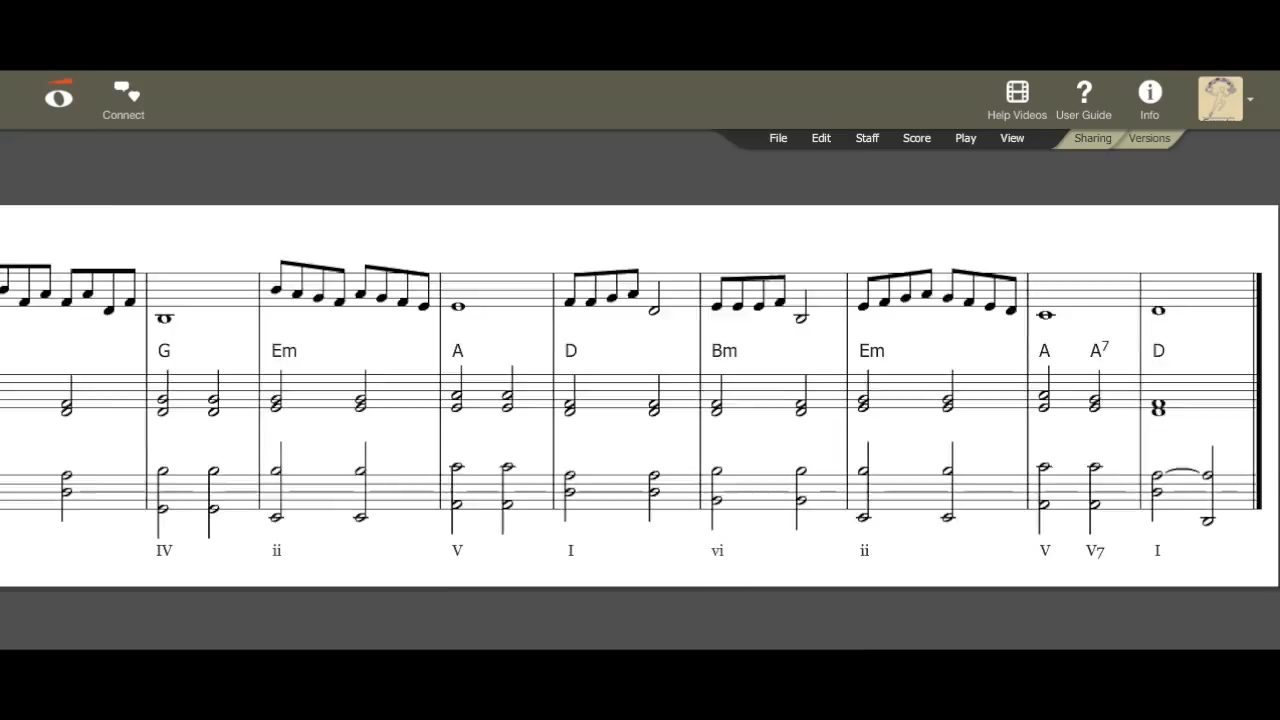 Connect
Help Videos User Guide Info
File Edit Staff Score Play View Sharing Versions
G Em A D Bm Em A A7 D
IV ii V I vi ii V V7 I